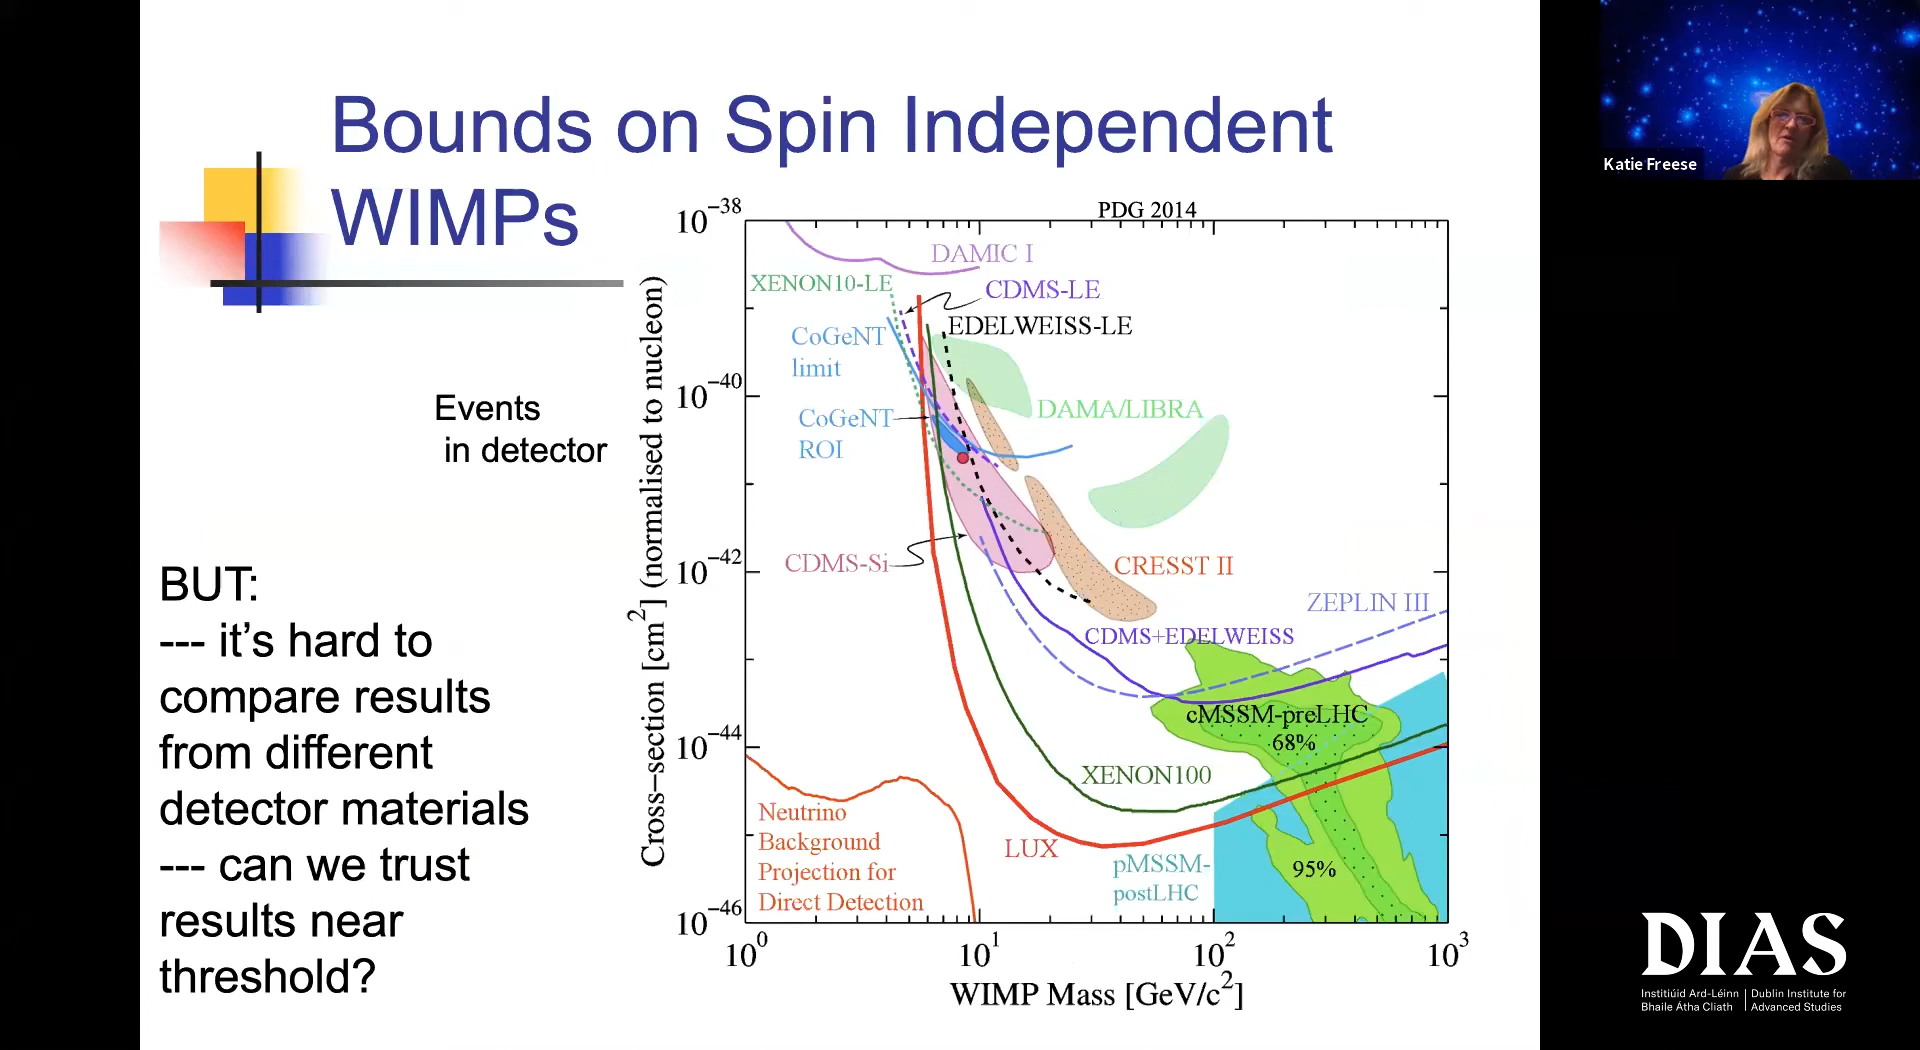 Bounds on Spin Independent
WIMPs
Katie Freese
Events
in detector
BUT:
--- it's hard to
compare results
from different
detector materials
--- can we trust
results near
threshold?
PDG 2014
10^-38
10^-40
10^-42
10^-44
10^-46
Cross-section [cm^2] (normalised to nucleon)
DAMIC I
XENON10-LE
CDMS-LE
EDELWEISS-LE
CoGeNT
limit
CoGeNT
ROI
DAMA/LIBRA
CDMS-Si
CRESST II
ZEPLIN III
CDMS+EDELWEISS
cMSSM-preLHC
68%
XENON100
Neutrino
Background
Projection for
Direct Detection
LUX
pMSSM-
postLHC
95%
10^0
10^1
10^2
10^3
WIMP Mass [GeV/c^2]
DIAS
Institiúid Ard-Léinn
Bhaile Átha Cliath
Dublin Institute for
Advanced Studies